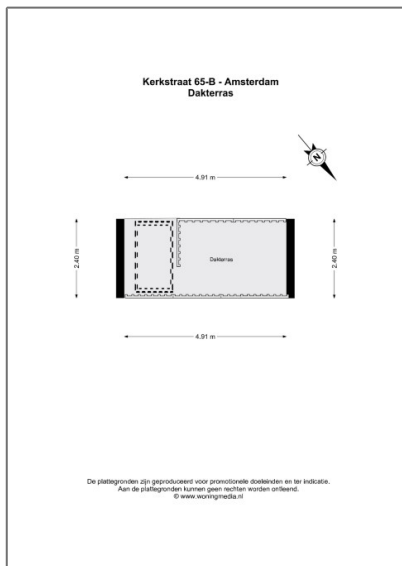 Kerkstraat 65-B - Amsterdam
Dakterras
N
4.91 m
2.40 m
Dakterras
2.40 m
4.91 m
De plattegronden zijn geproduceerd voor promotionele doeleinden en ter indicatie.
Aan de plattegronden kunnen geen rechten worden ontleend.
© www.woningmedia.nl